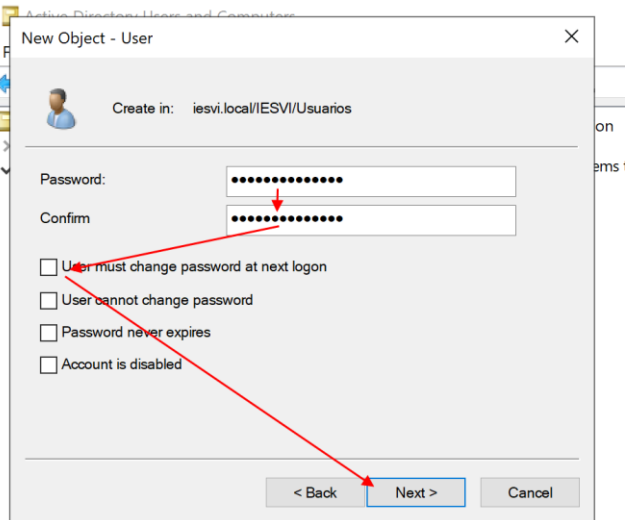 Active Directory Users and Computers
New Object - User
Create in: iesvi.local/IESVI/Usuarios
on
ems
Password: ••••••••••••••
Confirm ••••••••••••••
User must change password at next logon
User cannot change password
Password never expires
Account is disabled
< Back Next > Cancel